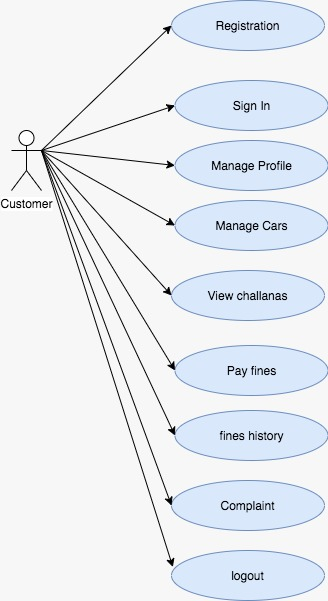 Registration
Sign In
Manage Profile
Customer
Manage Cars
View challanas
Pay fines
fines history
Complaint
logout